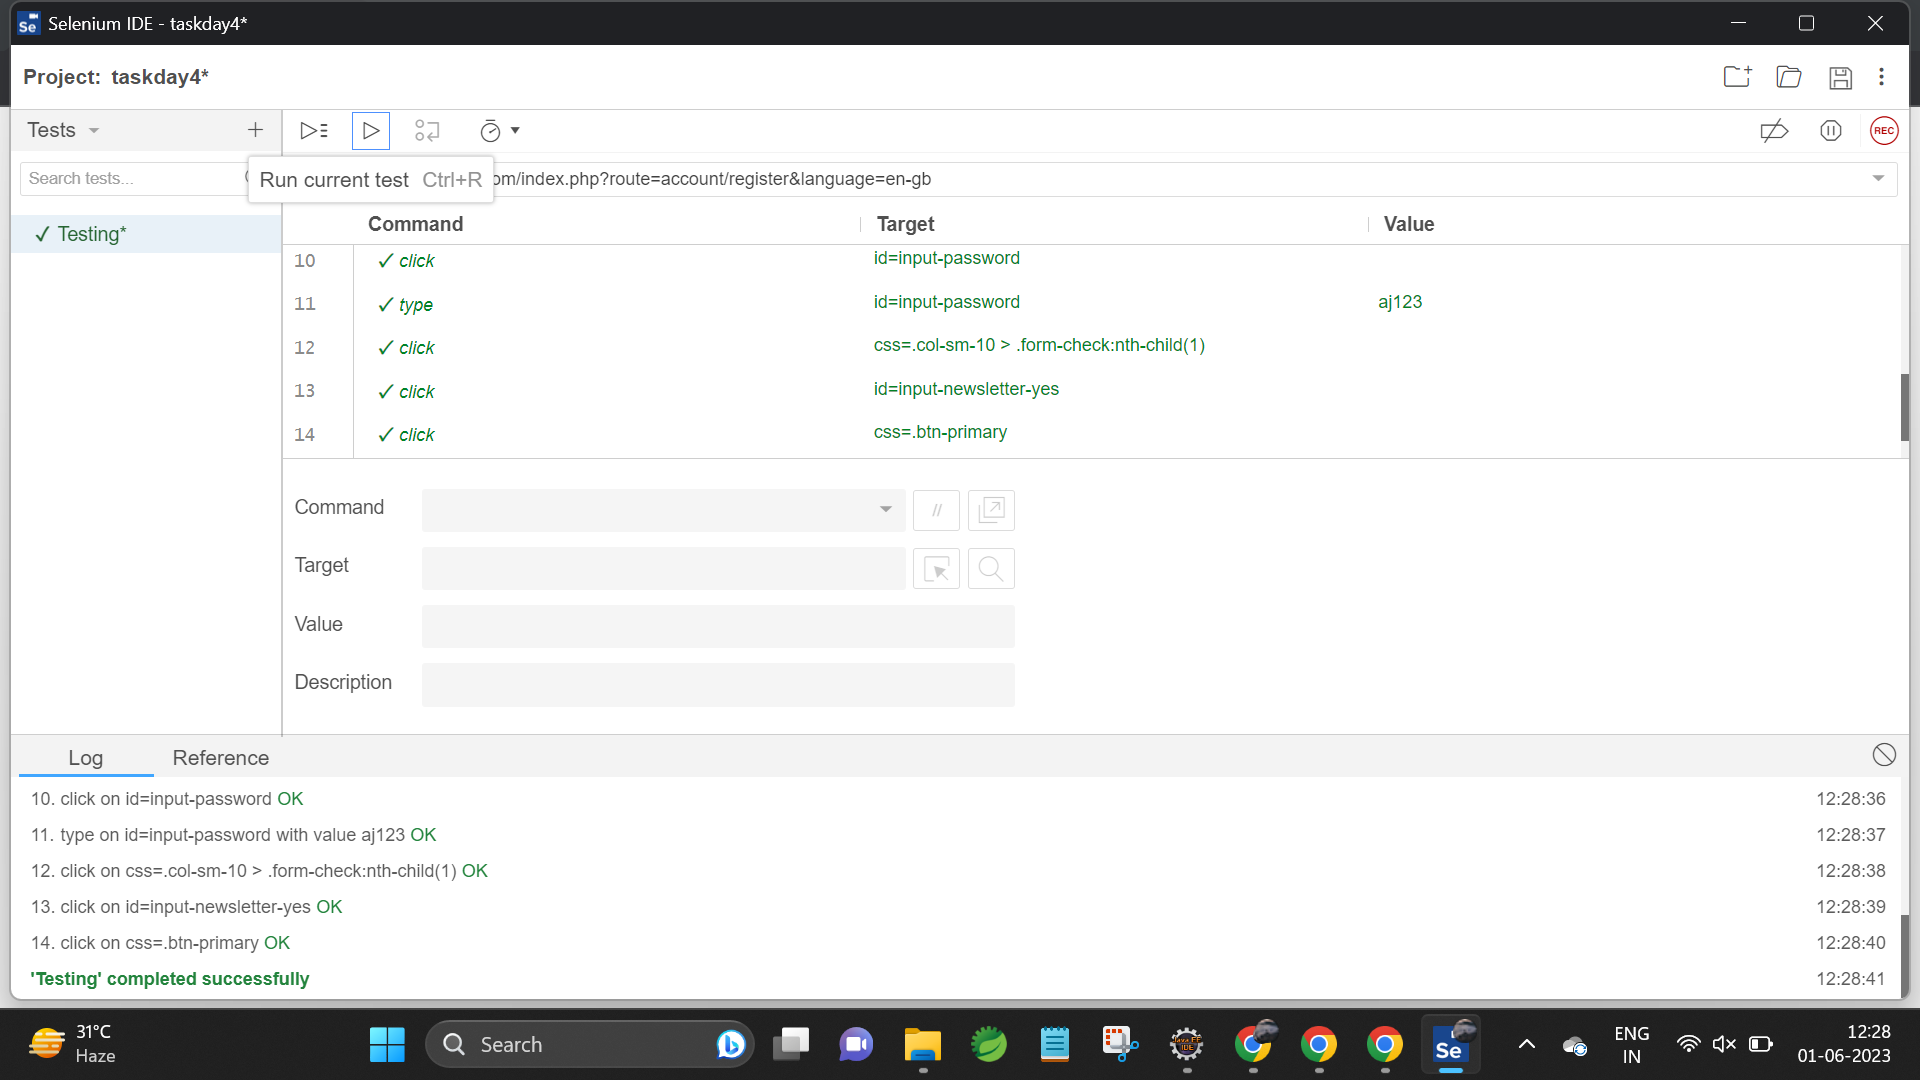 Selenium IDE - taskday4*
Project: taskday4*
Tests
REC
Search tests...
Run current test Ctrl+R
om/index.php?route=account/register&language=en-gb
✓ Testing*
Command Target Value
10 ✓ click id=input-password
11 ✓ type id=input-password aj123
12 ✓ click css=.col-sm-10 > .form-check:nth-child(1)
13 ✓ click id=input-newsletter-yes
14 ✓ click css=.btn-primary
Command
//
Target
Value
Description
Log Reference
10. click on id=input-password OK 12:28:36
11. type on id=input-password with value aj123 OK 12:28:37
12. click on css=.col-sm-10 > .form-check:nth-child(1) OK 12:28:38
13. click on id=input-newsletter-yes OK 12:28:39
14. click on css=.btn-primary OK 12:28:40
'Testing' completed successfully 12:28:41
31°C
Haze
Search
Se
ENG
IN
12:28
01-06-2023